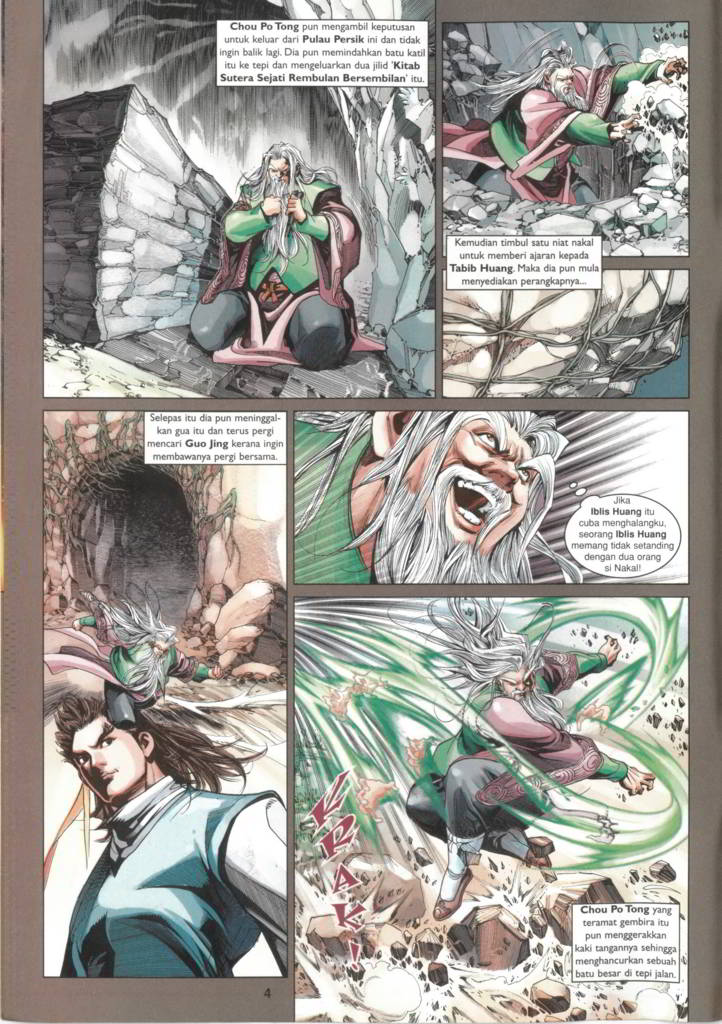 Chou Po Tong pun mengambil keputusan
untuk keluar dari Pulau Persik ini dan tidak
ingin balik lagi. Dia pun memindahkan batu katil
itu ke tepi dan mengeluarkan dua jilid 'Kitab
Sutera Sejati Rembulan Bersembilan' itu.
Kemudian timbul satu niat nakal
untuk memberi ajaran kepada
Tabib Huang. Maka dia pun mula
menyediakan perangkapnya...
Selepas itu dia pun meninggal-
kan gua itu dan terus pergi
mencari Guo Jing kerana ingin
membawanya pergi bersama.
Jika
Iblis Huang itu
cuba menghalangku,
seorang Iblis Huang
memang tidak setanding
dengan dua orang
si Nakal!
KRAK!
Chou Po Tong yang
teramat gembira itu
pun menggerakkan
kaki tangannya sehingga
menghancurkan sebuah
batu besar di tepi jalan.
4